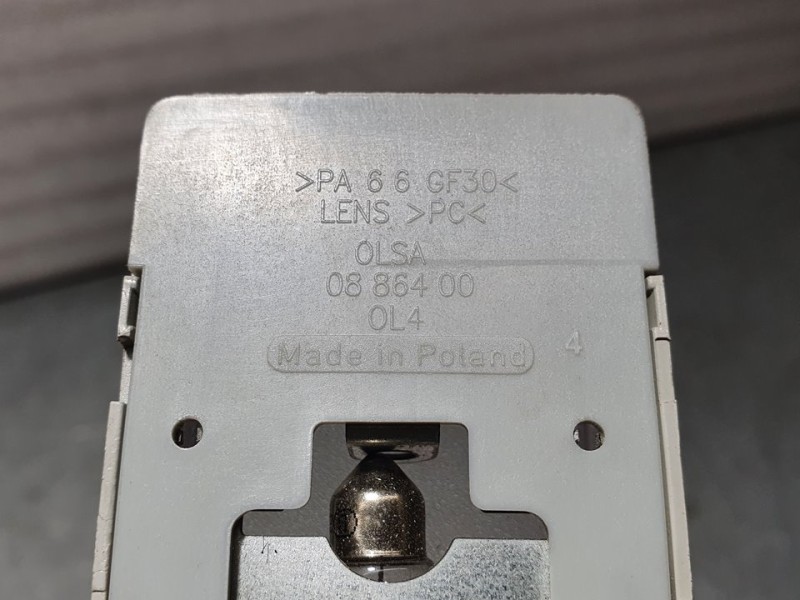 >PA 6 6 GF30<
LENS >PC<
OLSA
08 864 00
OL4
Made in Poland
4